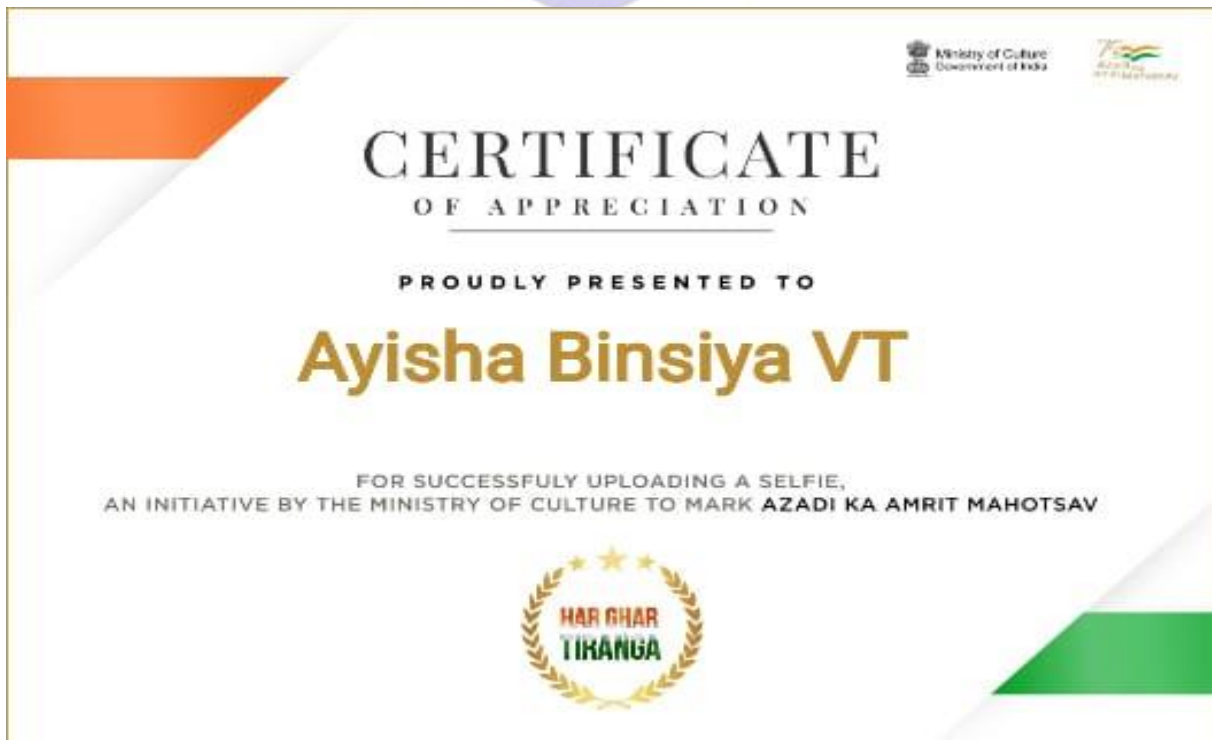 Ministry of Culture
Government of India
CERTIFICATE
OF APPRECIATION
PROUDLY PRESENTED TO
Ayisha Binsiya VT
FOR SUCCESSFULY UPLOADING A SELFIE,
AN INITIATIVE BY THE MINISTRY OF CULTURE TO MARK AZADI KA AMRIT MAHOTSAV
HAR GHAR
TIRANGA